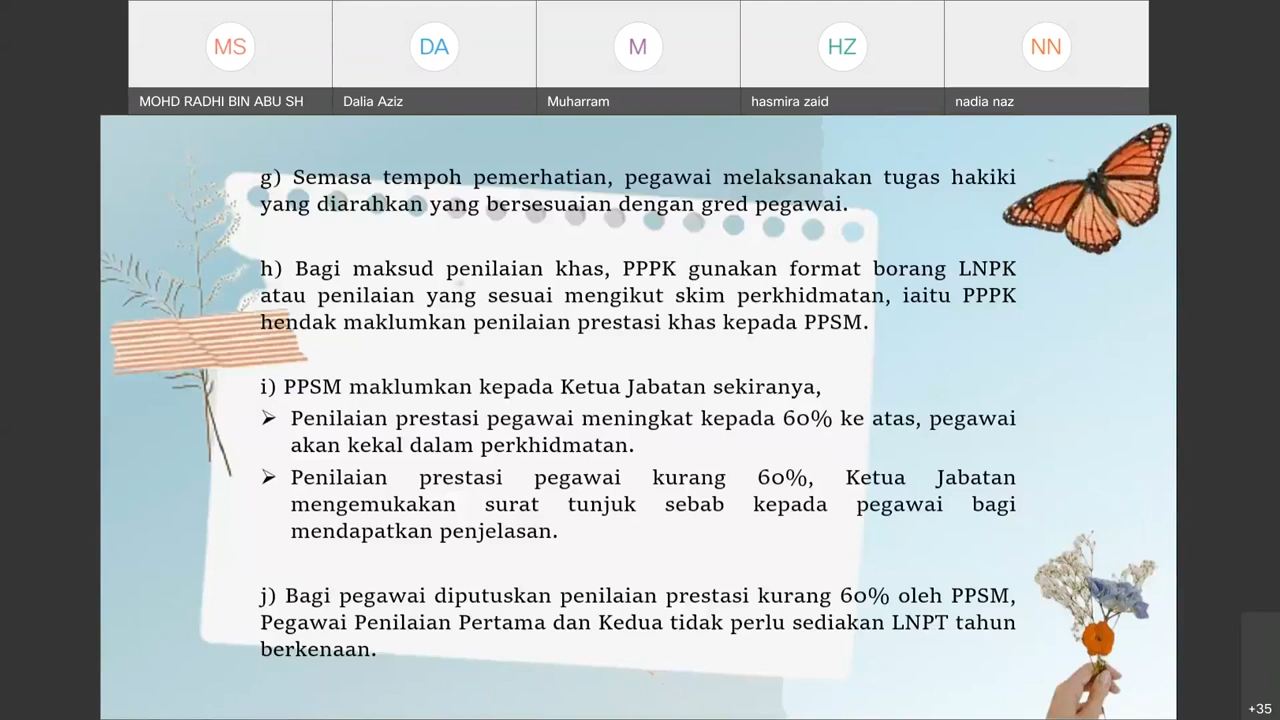 MS
DA
M
HZ
NN
MOHD RADHI BIN ABU SH
Dalia Aziz
Muharram
hasmira zaid
nadia naz
g) Semasa tempoh pemerhatian, pegawai melaksanakan tugas hakiki
yang diarahkan yang bersesuaian dengan gred pegawai.
h) Bagi maksud penilaian khas, PPPK gunakan format borang LNPK
atau penilaian yang sesuai mengikut skim perkhidmatan, iaitu PPPK
hendak maklumkan penilaian prestasi khas kepada PPSM.
i) PPSM maklumkan kepada Ketua Jabatan sekiranya,
➢ Penilaian prestasi pegawai meningkat kepada 60% ke atas, pegawai
akan kekal dalam perkhidmatan.
➢ Penilaian prestasi pegawai kurang 60%, Ketua Jabatan
mengemukakan surat tunjuk sebab kepada pegawai bagi
mendapatkan penjelasan.
j) Bagi pegawai diputuskan penilaian prestasi kurang 60% oleh PPSM,
Pegawai Penilaian Pertama dan Kedua tidak perlu sediakan LNPT tahun
berkenaan.
+35